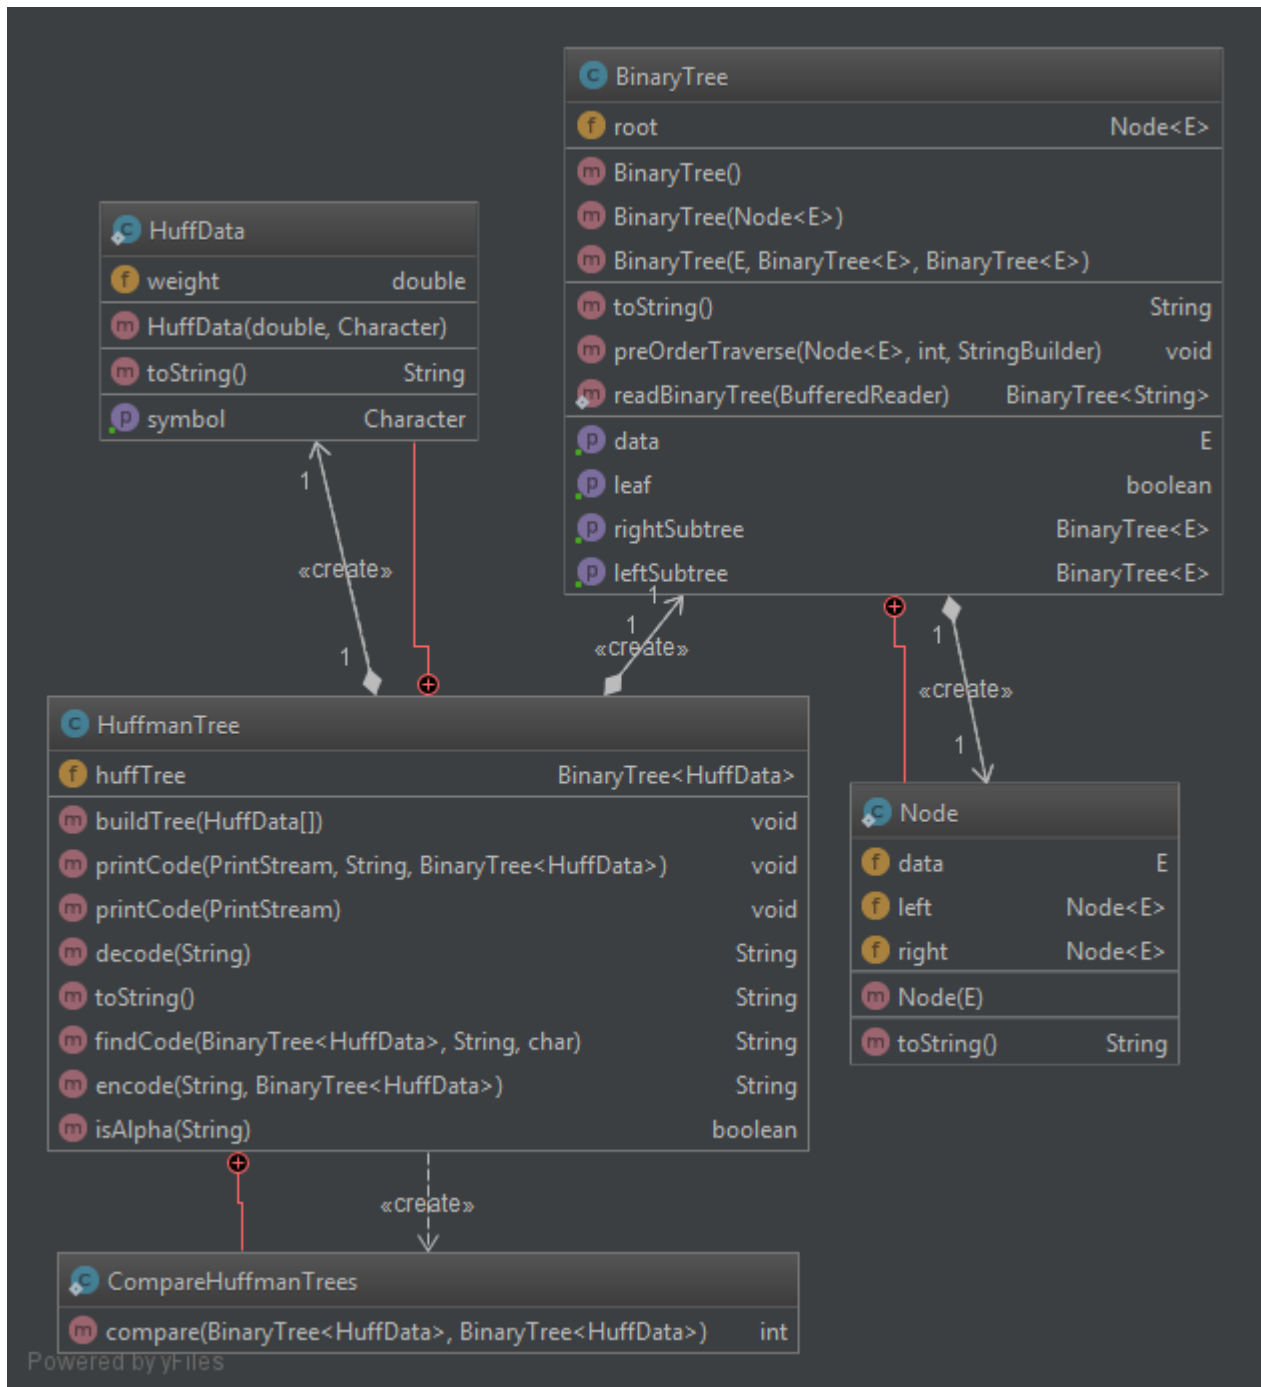 BinaryTree
root Node<E>
BinaryTree()
BinaryTree(Node<E>)
BinaryTree(E, BinaryTree<E>, BinaryTree<E>)
toString() String
preOrderTraverse(Node<E>, int, StringBuilder) void
readBinaryTree(BufferedReader) BinaryTree<String>
data E
leaf boolean
rightSubtree BinaryTree<E>
leftSubtree BinaryTree<E>
HuffData
weight double
HuffData(double, Character)
toString() String
symbol Character
1
«create»
1
1
1
«create»
1
«create»
1
HuffmanTree
huffTree BinaryTree<HuffData>
buildTree(HuffData[]) void
printCode(PrintStream, String, BinaryTree<HuffData>) void
printCode(PrintStream) void
decode(String) String
toString() String
findCode(BinaryTree<HuffData>, String, char) String
encode(String, BinaryTree<HuffData>) String
isAlpha(String) boolean
Node
data E
left Node<E>
right Node<E>
Node(E)
toString() String
«create»
CompareHuffmanTrees
compare(BinaryTree<HuffData>, BinaryTree<HuffData>) int
Powered by yFiles